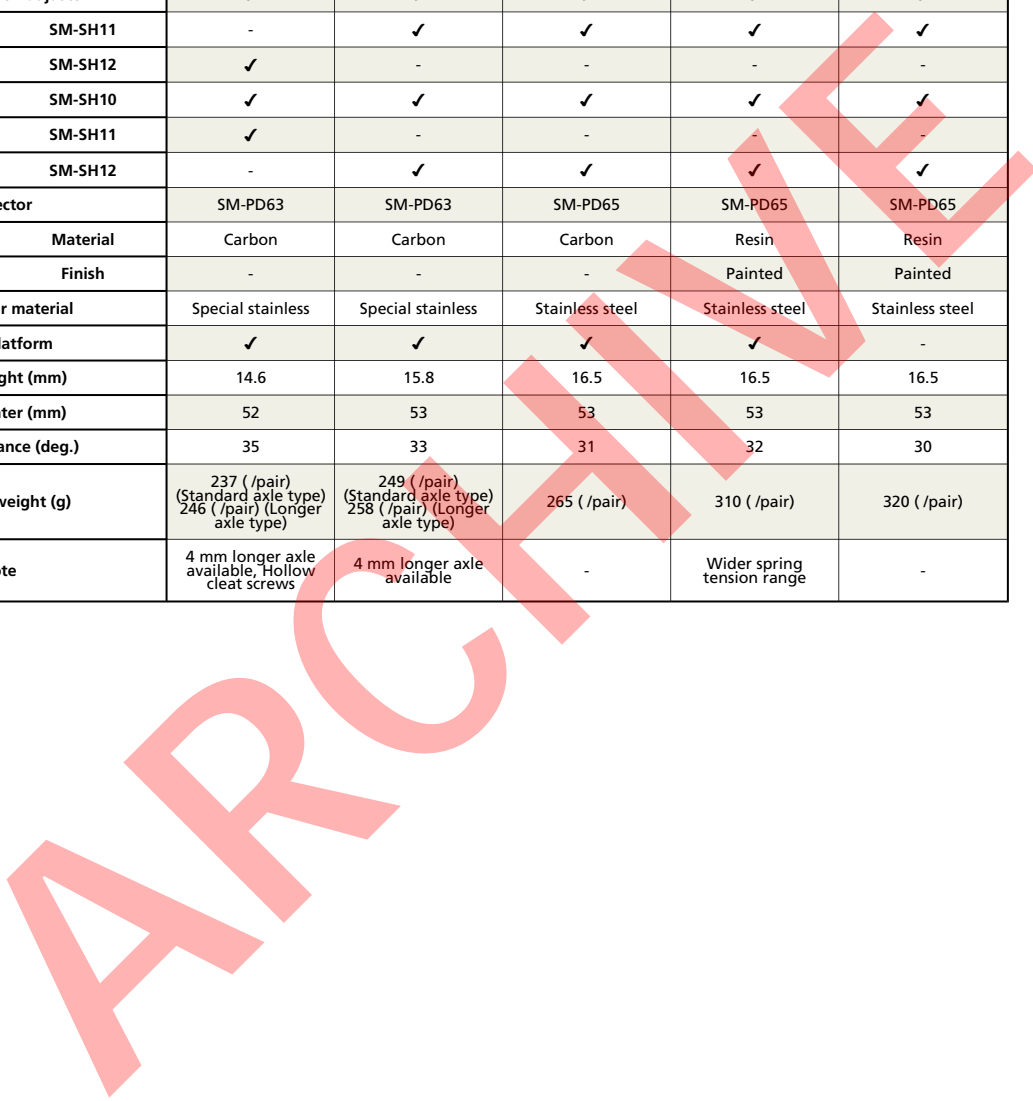 SM-SH11 - ✓ ✓ ✓ ✓
SM-SH12 ✓ - - - -
SM-SH10 ✓ ✓ ✓ ✓ ✓
SM-SH11 ✓ - - - -
SM-SH12 - ✓ ✓ ✓ ✓
ector SM-PD63 SM-PD63 SM-PD65 SM-PD65 SM-PD65
Material Carbon Carbon Carbon Resin Resin
Finish - - - Painted Painted
r material Special stainless Special stainless Stainless steel Stainless steel Stainless steel
latform ✓ ✓ ✓ ✓ -
ght (mm) 14.6 15.8 16.5 16.5 16.5
ter (mm) 52 53 53 53 53
ance (deg.) 35 33 31 32 30
weight (g)
237 ( /pair)
(Standard axle type)
246 ( /pair) (Longer
axle type)
249 ( /pair)
(Standard axle type)
258 ( /pair) (Longer
axle type)
265 ( /pair)
310 ( /pair)
320 ( /pair)
te
4 mm longer axle
available, Hollow
cleat screws
4 mm longer axle
available
-
Wider spring
tension range
-
ARCHIVE